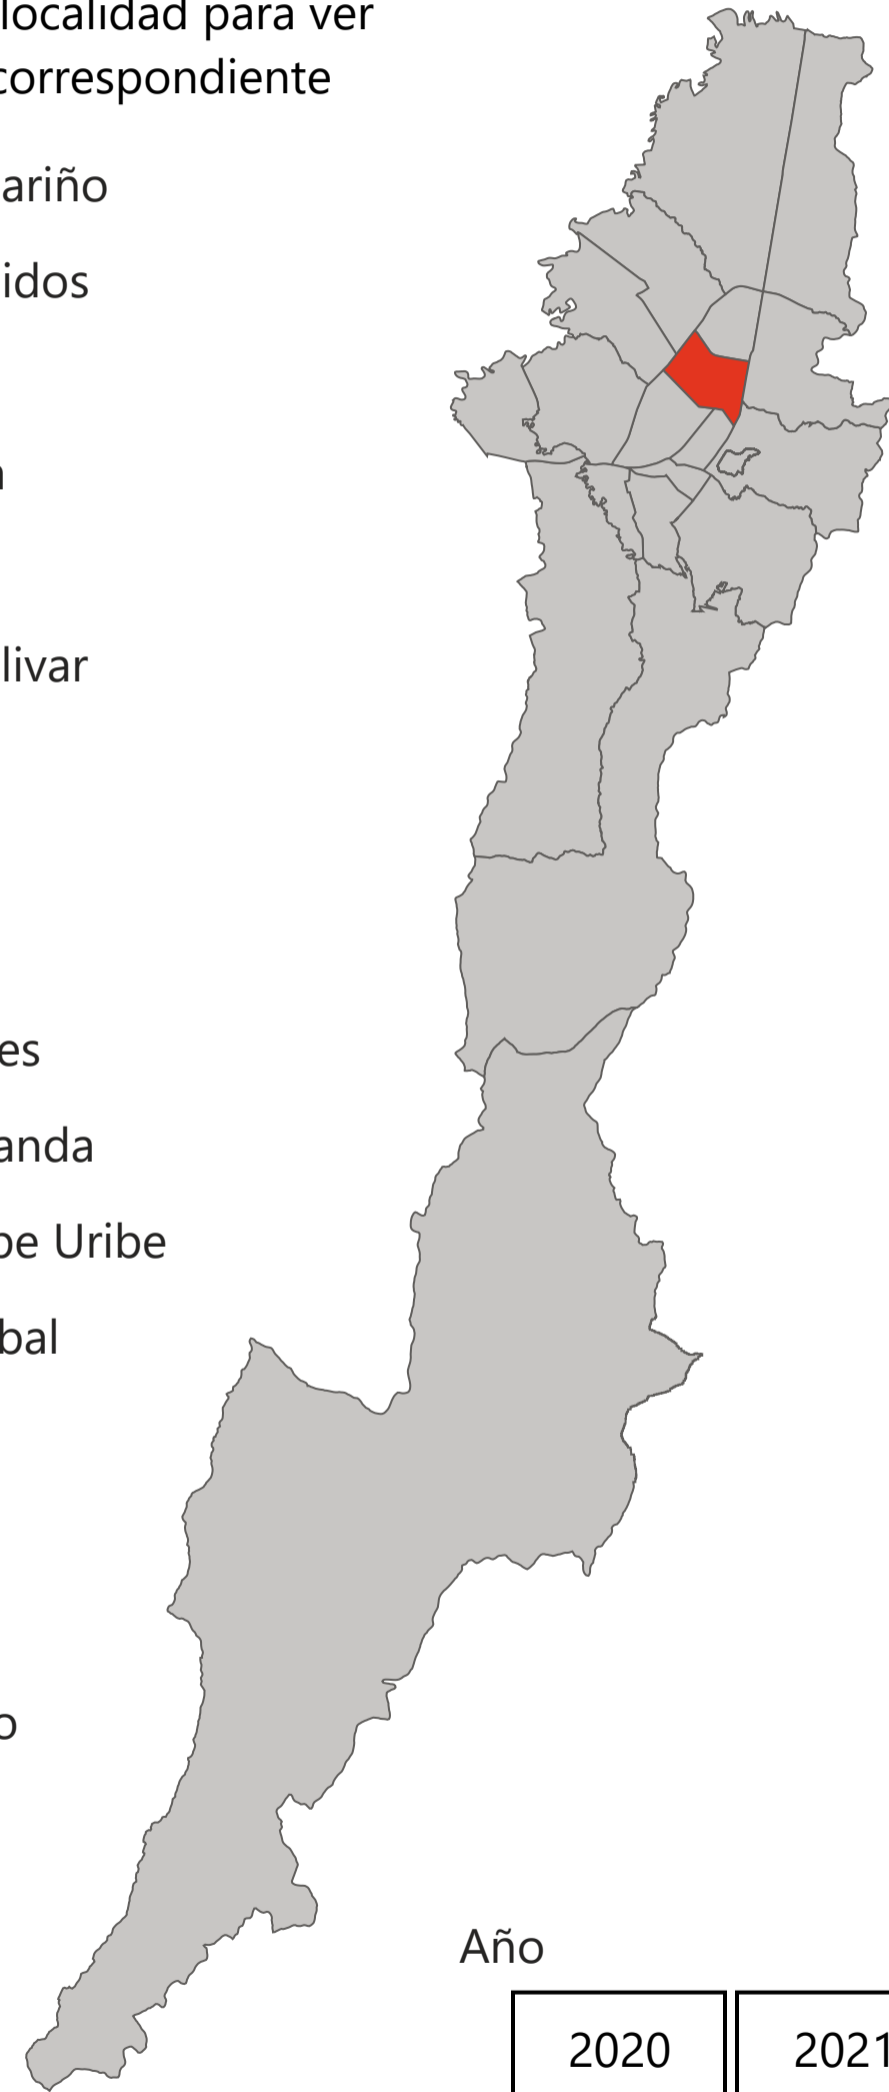 localidad para ver
correspondiente
ariño
idos
livar
es
anda
be Uribe
bal
o
Año
2020
2021